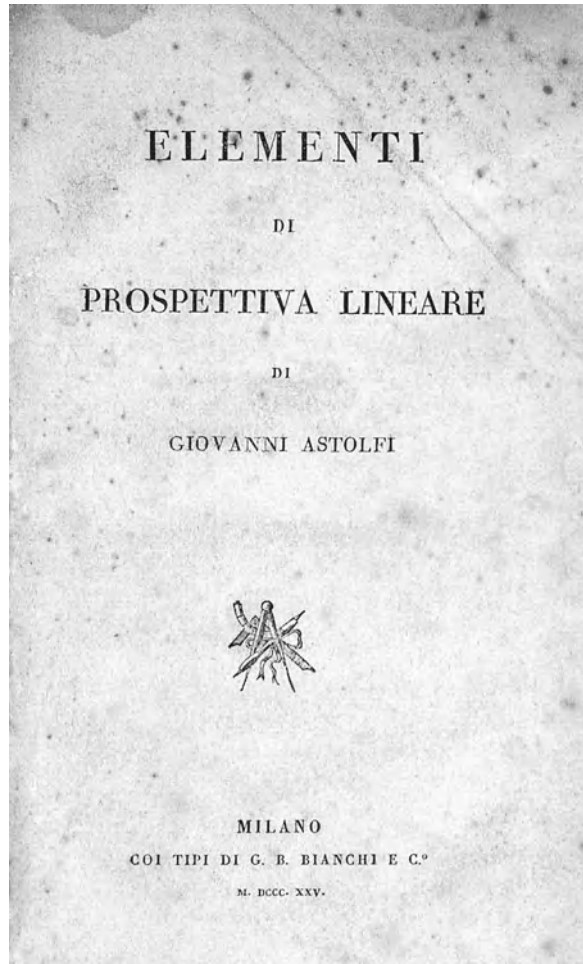 ELEMENTI
DI
PROSPETTIVA LINEARE
DI
GIOVANNI ASTOLFI
MILANO
COI TIPI DI G. B. BIANCHI E C.º
M. DCCC. XXV.